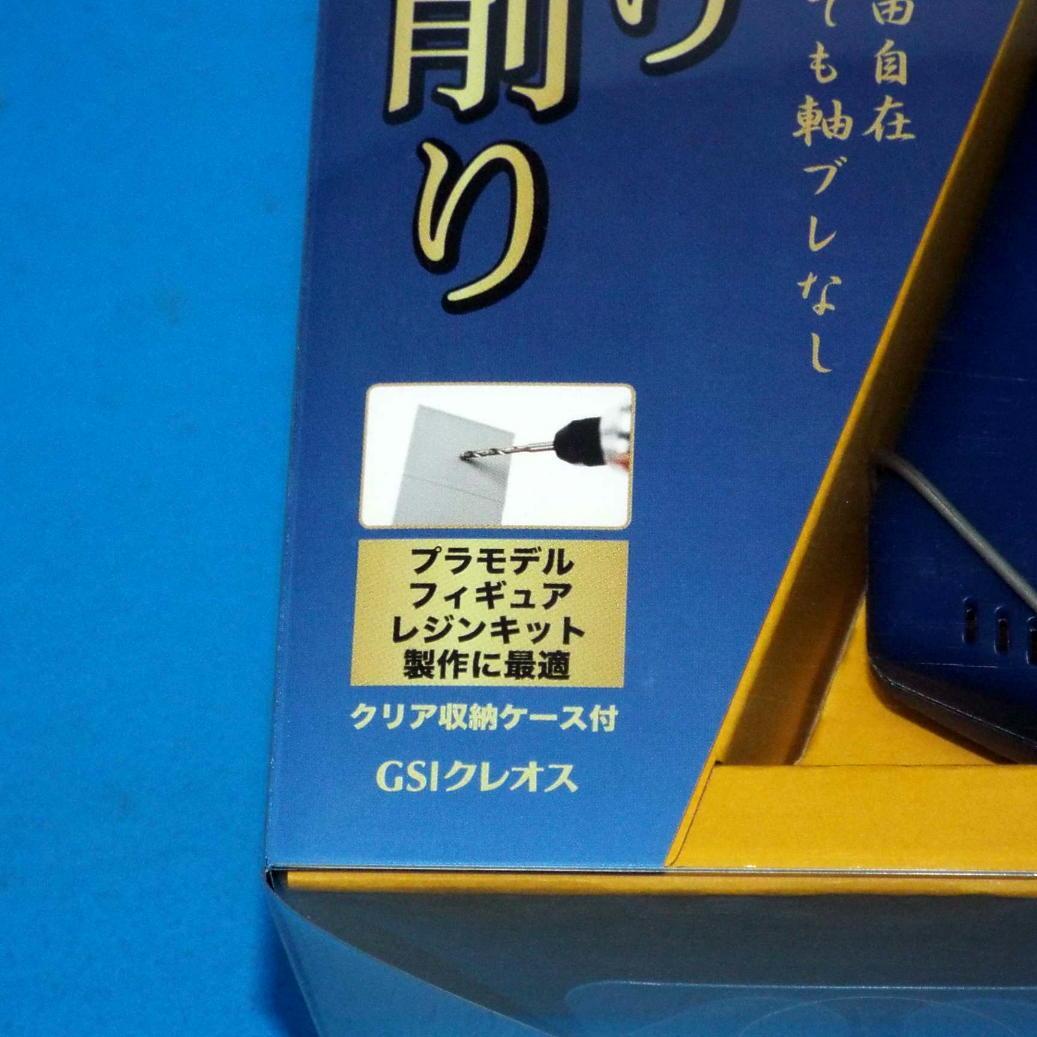 削り
り
自在
ても軸ブレなし
プラモデル
フィギュア
レジンキット
製作に最適
クリア収納ケース付
GSIクレオス